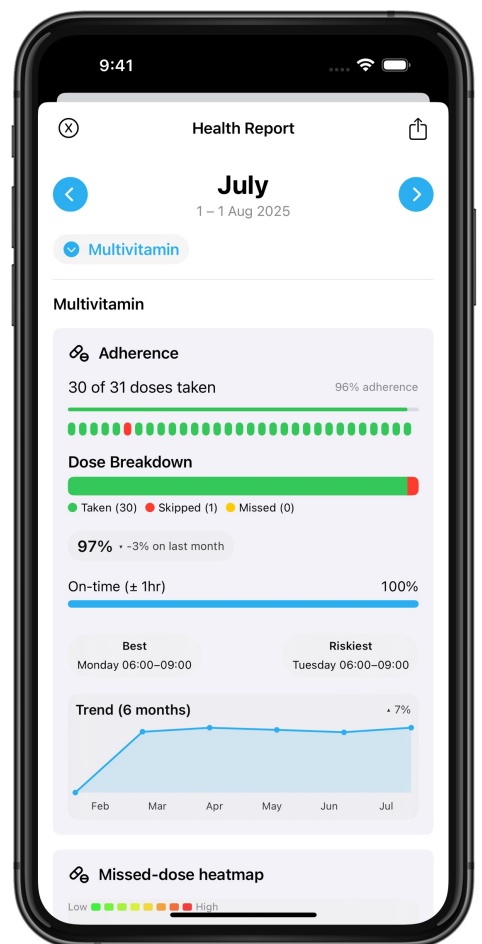 9:41
Health Report
July
1 – 1 Aug 2025
Multivitamin
Multivitamin
Adherence
30 of 31 doses taken 96% adherence
Dose Breakdown
Taken (30) Skipped (1) Missed (0)
97% ▾ -3% on last month
On-time (± 1hr) 100%
Best
Monday 06:00–09:00
Riskiest
Tuesday 06:00–09:00
Trend (6 months) ▴ 7%
Feb Mar Apr May Jun Jul
Missed-dose heatmap
Low High